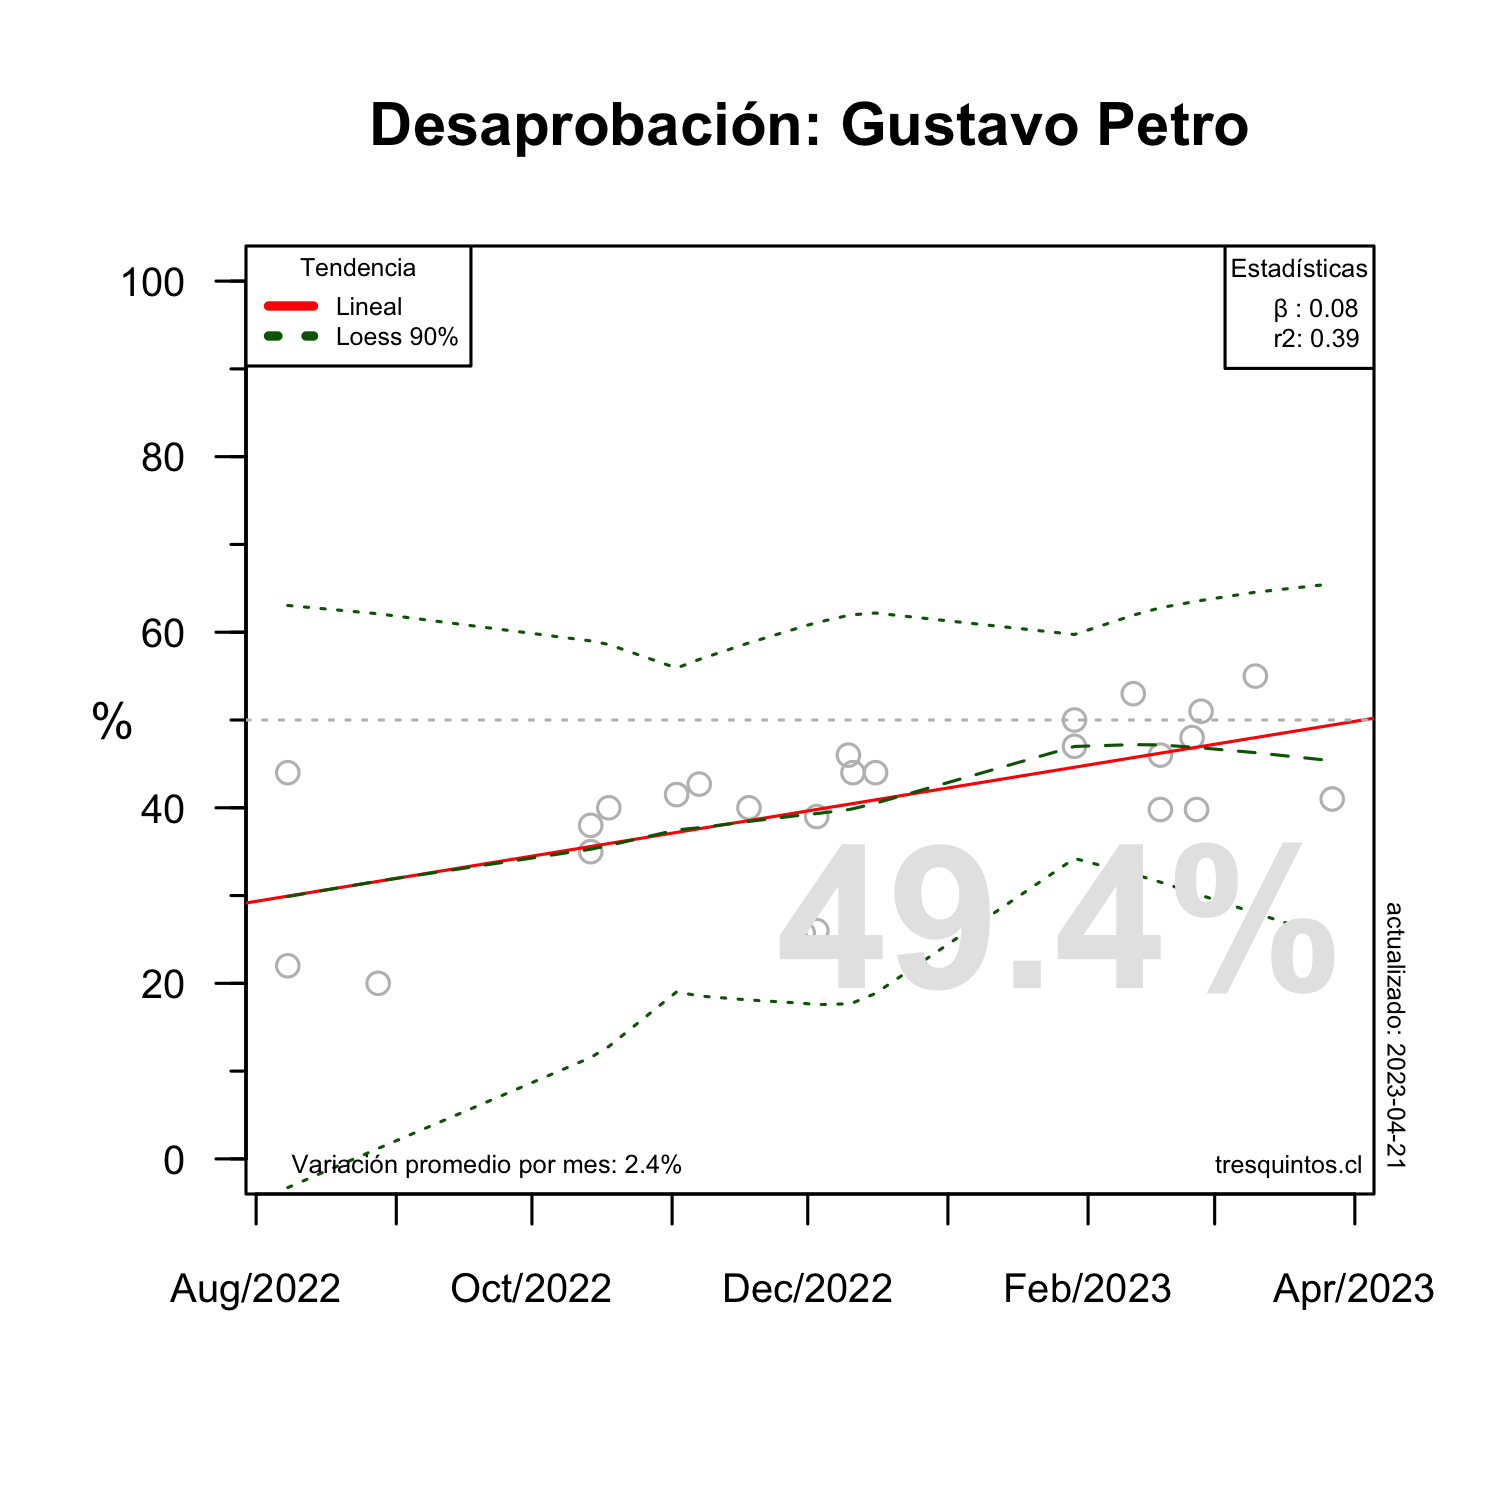 Desaprobación: Gustavo Petro
Tendencia
Lineal
Loess 90%
Estadísticas
β : 0.08
r2: 0.39
100
80
60
%
40
20
0
49.4%
actualizado: 2023-04-21
Variación promedio por mes: 2.4%
tresquintos.cl
Aug/2022
Oct/2022
Dec/2022
Feb/2023
Apr/2023